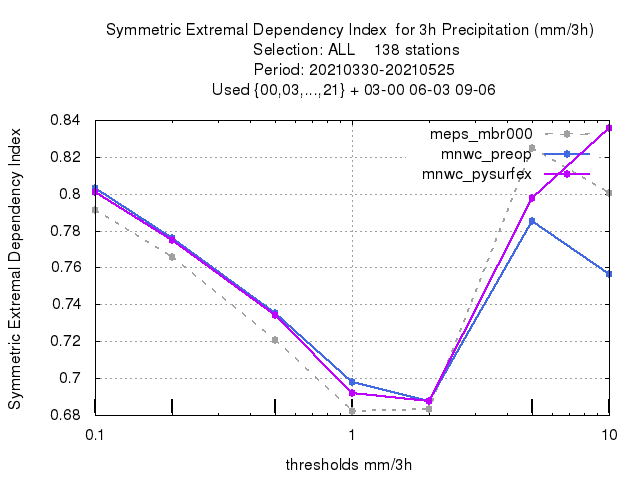 Symmetric Extremal Dependency Index  for 3h Precipitation (mm/3h)
Selection: ALL    138 stations
Period: 20210330-20210525
Used {00,03,...,21} + 03-00 06-03 09-06
Symmetric Extremal Dependency Index
0.84
0.82
0.8
0.78
0.76
0.74
0.72
0.7
0.68
meps_mbr000
mnwc_preop
mnwc_pysurfex
0.1 1 10
thresholds mm/3h